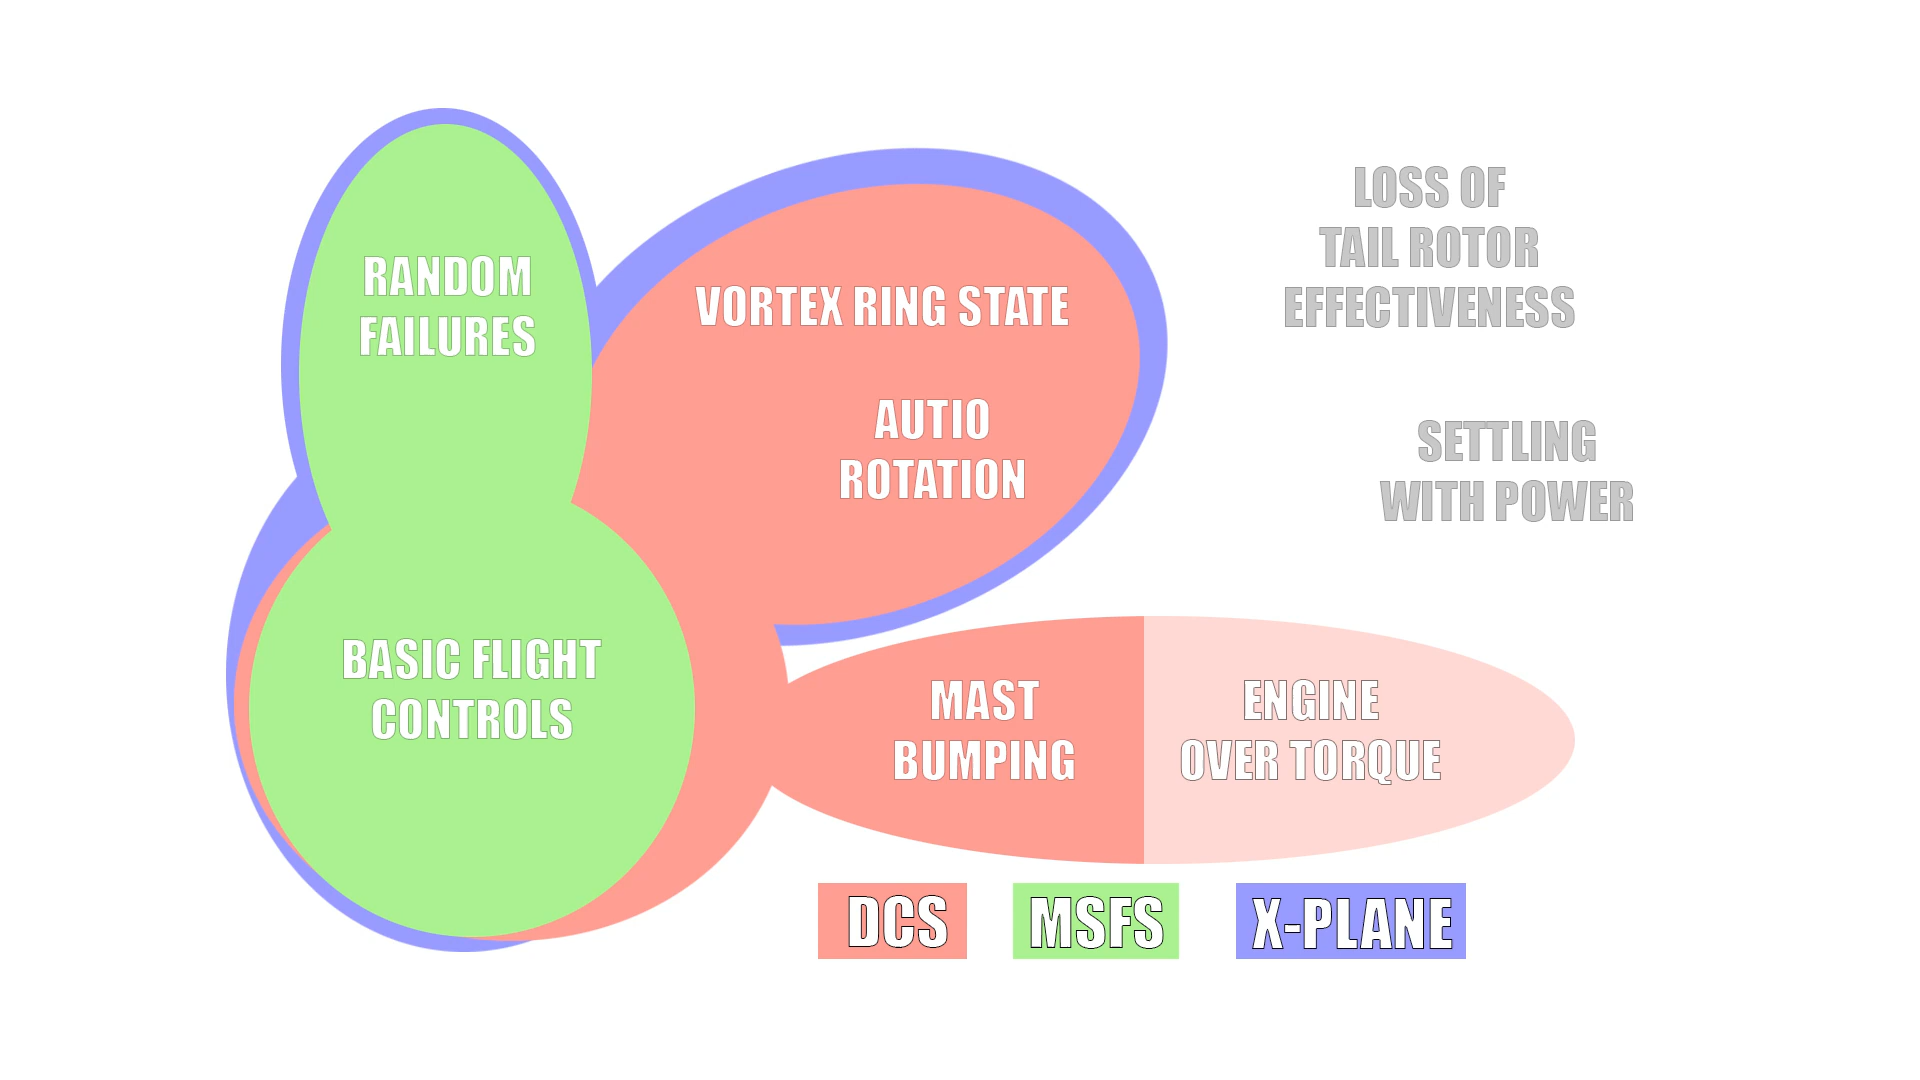 RANDOM
FAILURES
VORTEX RING STATE
AUTIO
ROTATION
LOSS OF
TAIL ROTOR
EFFECTIVENESS
SETTLING
WITH POWER
BASIC FLIGHT
CONTROLS
MAST
BUMPING
ENGINE
OVER TORQUE
DCS
MSFS
X-PLANE